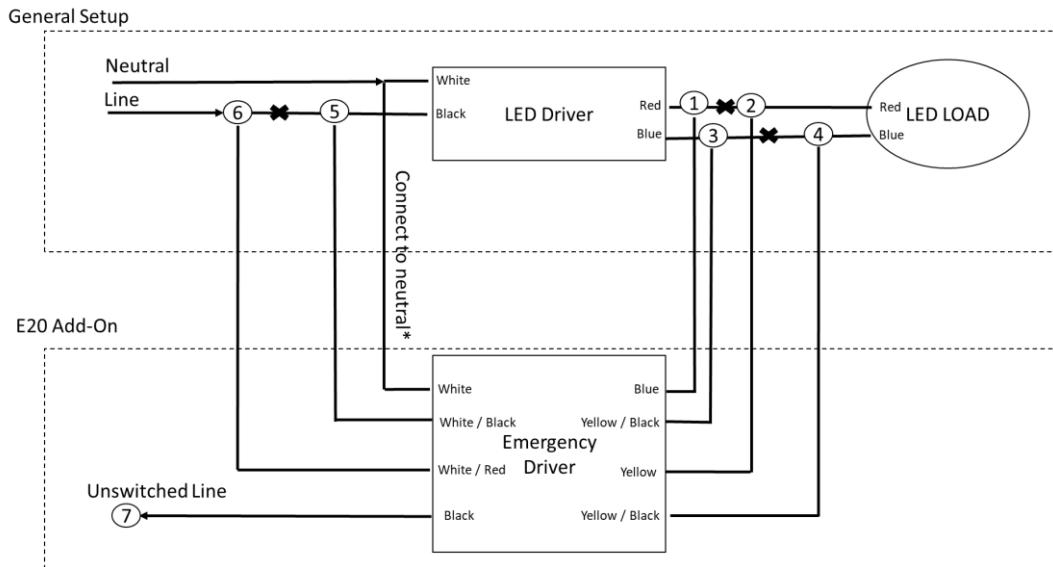 General Setup
Neutral
Line
6
5
White
Black
LED Driver
Red
Blue
1
2
3
4
Red
Blue
LED LOAD
Connect to neutral*
E20 Add-On
White
White / Black
White / Red
Black
Emergency
Driver
Blue
Yellow / Black
Yellow
Yellow / Black
Unswitched Line
7